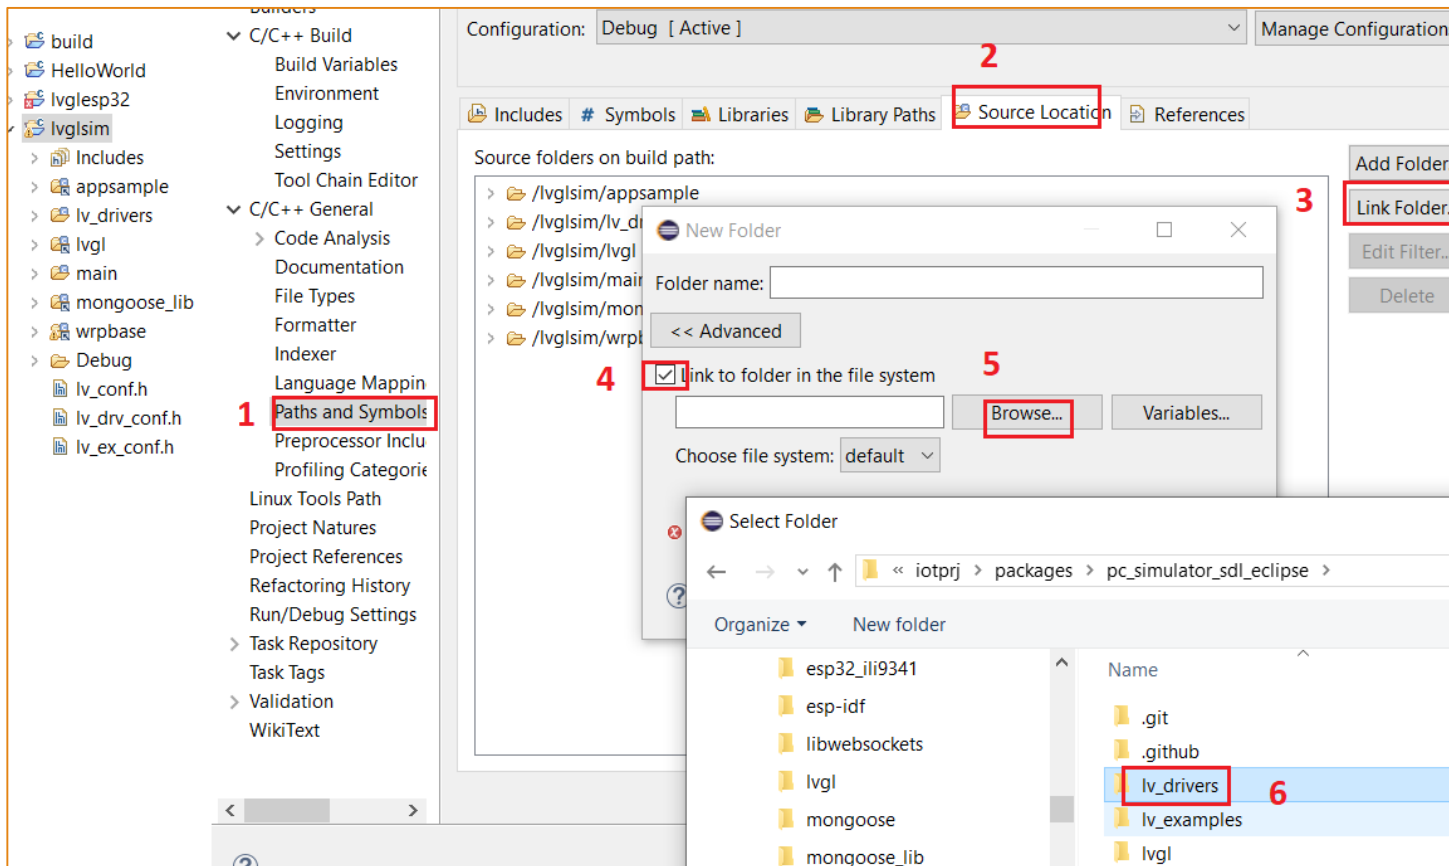 build
HelloWorld
lvglesp32
lvglsim
Includes
appsample
lv_drivers
lvgl
main
mongoose_lib
wrpbase
Debug
lv_conf.h
lv_drv_conf.h
lv_ex_conf.h
Builders
C/C++ Build
Build Variables
Environment
Logging
Settings
Tool Chain Editor
C/C++ General
Code Analysis
Documentation
File Types
Formatter
Indexer
Language Mappin
1 Paths and Symbols
Preprocessor Inclu
Profiling Categorie
Linux Tools Path
Project Natures
Project References
Refactoring History
Run/Debug Settings
Task Repository
Task Tags
Validation
WikiText
Configuration: Debug [ Active ] Manage Configuration
2
Includes # Symbols Libraries Library Paths Source Location References
Source folders on build path:
/lvglsim/appsample
/lvglsim/lv_dr
/lvglsim/lvgl
/lvglsim/main
/lvglsim/mon
/lvglsim/wrpb
Add Folder
3 Link Folder.
Edit Filter..
Delete
New Folder
Folder name:
<< Advanced
4 Link to folder in the file system
5
Browse... Variables...
Choose file system: default
Select Folder
« iotprj > packages > pc_simulator_sdl_eclipse >
Organize New folder
esp32_ili9341
esp-idf
libwebsockets
lvgl
mongoose
mongoose_lib
Name
.git
.github
lv_drivers 6
lv_examples
lvgl